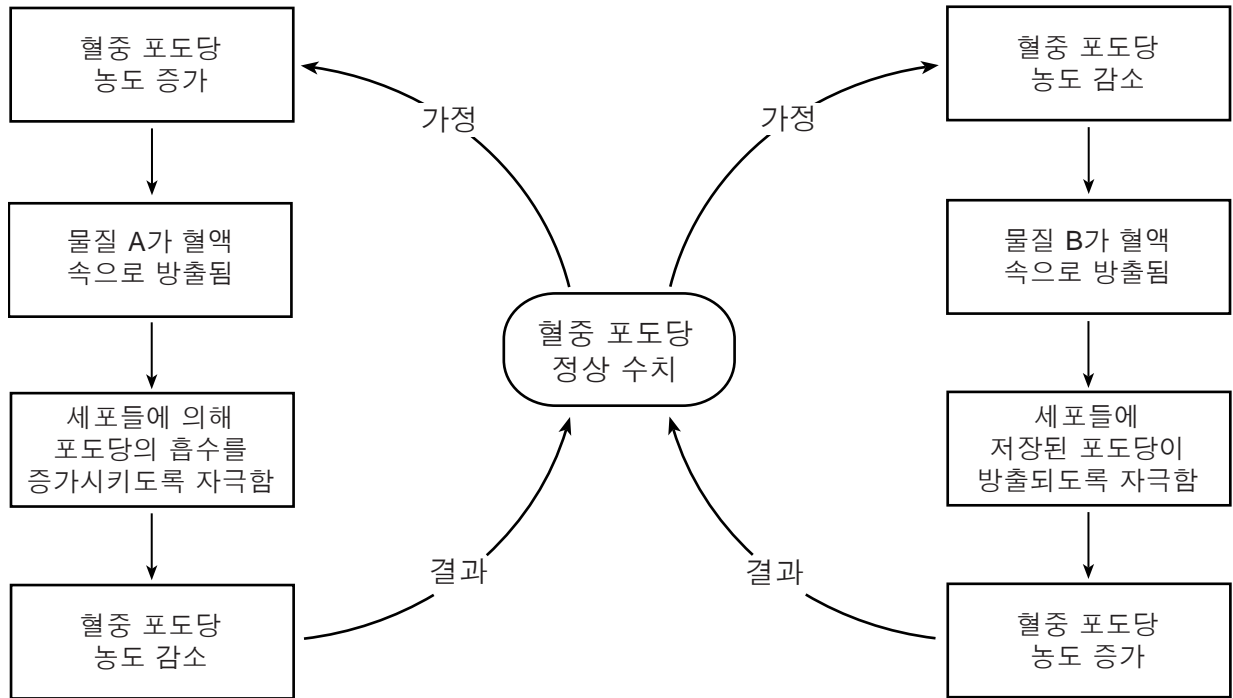 혈중 포도당
농도 증가
가정
물질 A가 혈액
속으로 방출됨
세포들에 의해
포도당의 흡수를
증가시키도록 자극함
혈중 포도당
농도 감소
결과
혈중 포도당
정상 수치
가정
혈중 포도당
농도 감소
물질 B가 혈액
속으로 방출됨
세포들에
저장된 포도당이
방출되도록 자극함
혈중 포도당
농도 증가
결과